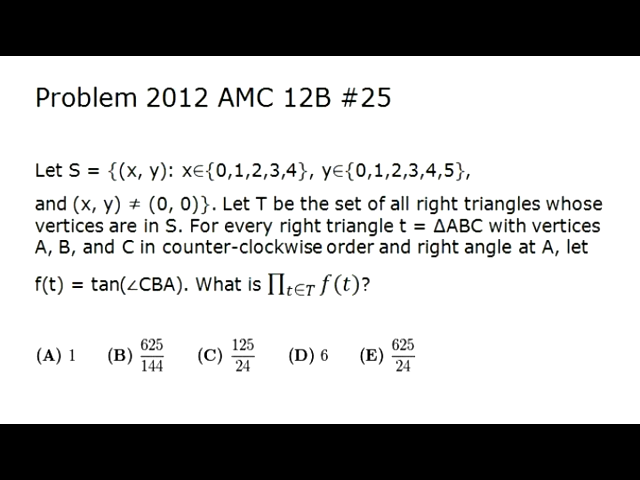 Problem 2012 AMC 12B #25
Let S = {(x, y): x∈{0,1,2,3,4}, y∈{0,1,2,3,4,5},
and (x, y) ≠ (0, 0)}. Let T be the set of all right triangles whose
vertices are in S. For every right triangle t = ΔABC with vertices
A, B, and C in counter-clockwise order and right angle at A, let
f(t) = tan(∠CBA). What is ∏_{t∈T} f(t)?
(A) 1 (B) 625/144 (C) 125/24 (D) 6 (E) 625/24